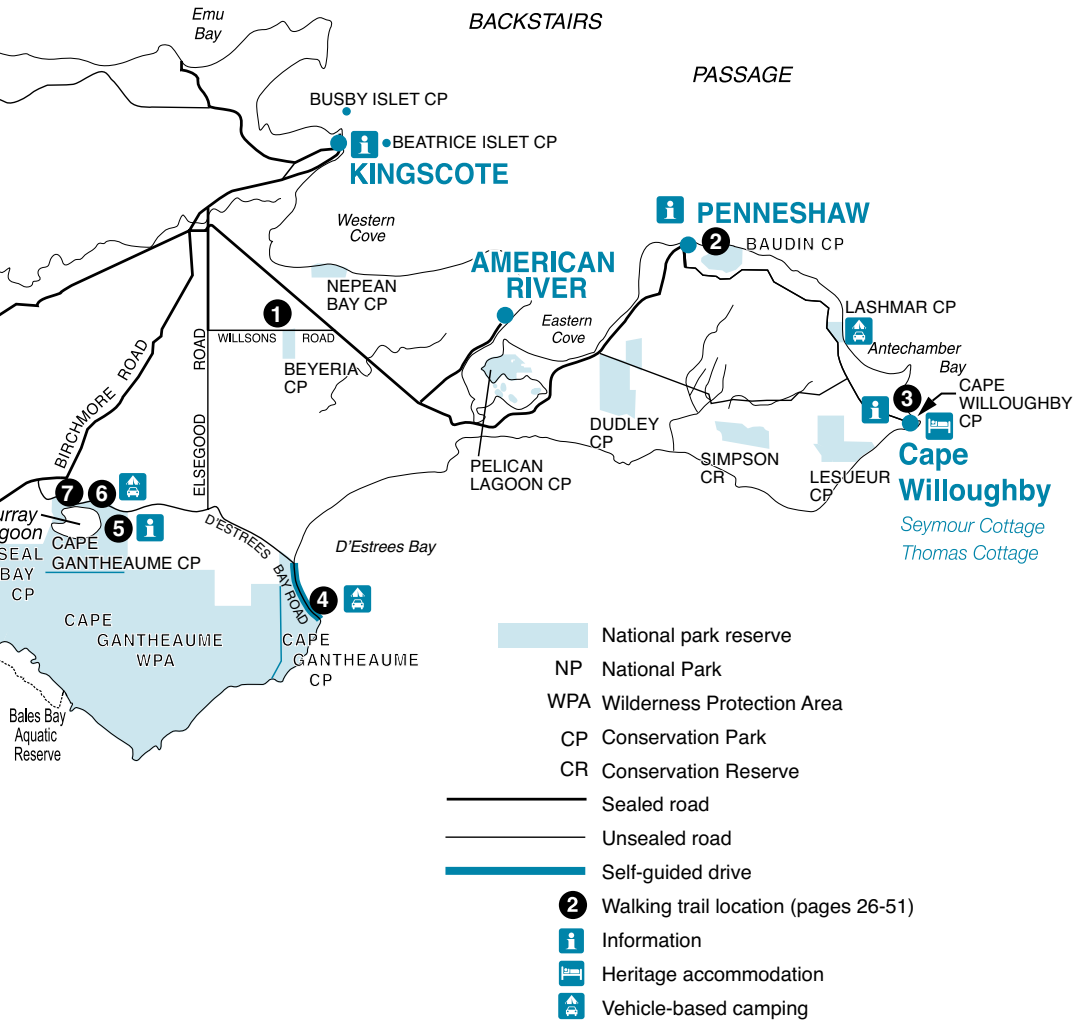 Emu
Bay
BACKSTAIRS
PASSAGE
BUSBY ISLET CP
BEATRICE ISLET CP
KINGSCOTE
Western
Cove
PENNESHAW
2
BAUDIN CP
AMERICAN
RIVER
NEPEAN
BAY CP
1
WILLSONS ROAD
BEYERIA
CP
Eastern
Cove
LASHMAR CP
Antechamber
Bay
3
CAPE
WILLOUGHBY
CP
Cape
Willoughby
Seymour Cottage
Thomas Cottage
BIRCHMORE ROAD
ELSEGOOD ROAD
DUDLEY
CP
SIMPSON
CR
LESUEUR
CP
PELICAN
LAGOON CP
7
6
5
urray
goon
SEAL
BAY
CP
CAPE
GANTHEAUME CP
D'ESTREES
BAY ROAD
D'Estrees Bay
4
CAPE
GANTHEAUME
WPA
CAPE
GANTHEAUME
CP
Bales Bay
Aquatic
Reserve
National park reserve
NP National Park
WPA Wilderness Protection Area
CP Conservation Park
CR Conservation Reserve
Sealed road
Unsealed road
Self-guided drive
2 Walking trail location (pages 26-51)
Information
Heritage accommodation
Vehicle-based camping